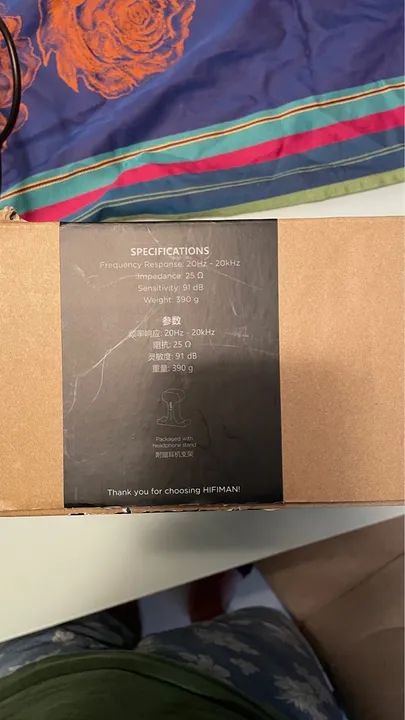 SPECIFICATIONS
Frequency Response: 20Hz - 20kHz
Impedance: 25 Ω
Sensitivity: 91 dB
Weight: 390 g
参数
频率响应: 20Hz - 20kHz
阻抗: 25 Ω
灵敏度: 91 dB
重量: 390 g
Packaged with
headphone stand
附赠耳机支架
Thank you for choosing HIFIMAN!